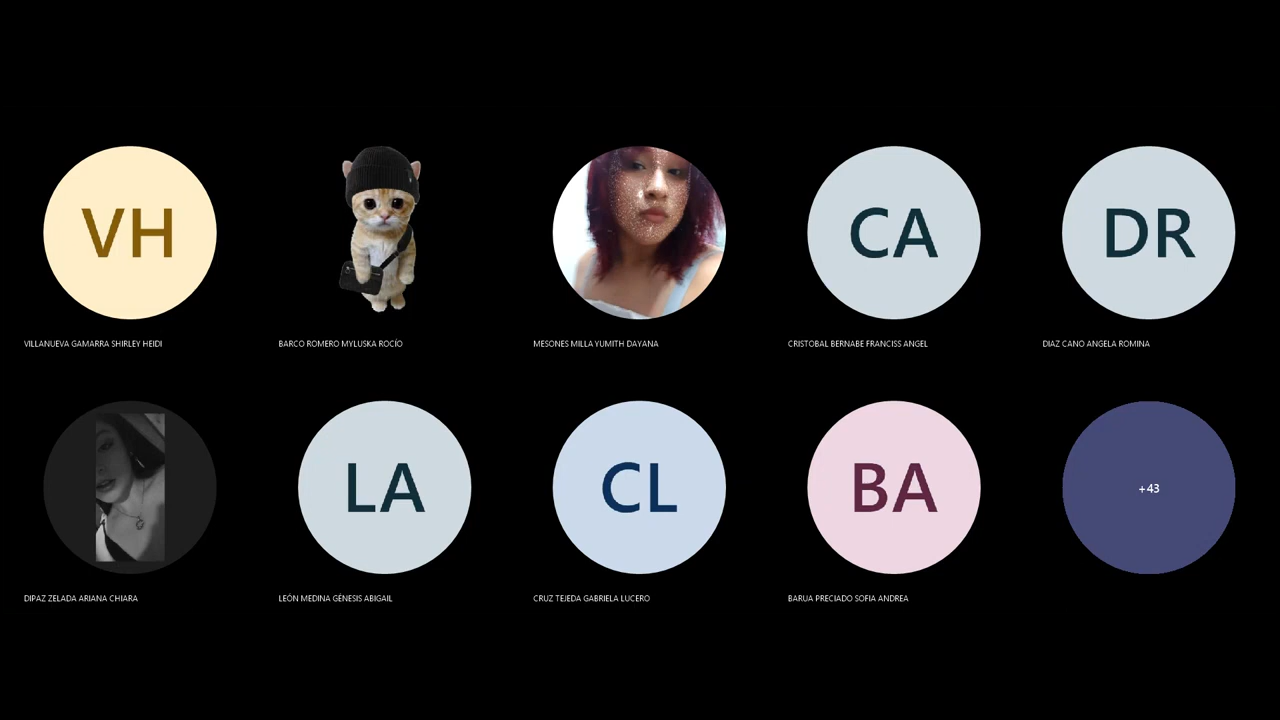 VH
CA
DR
VILLANUEVA GAMARRA SHIRLEY HEIDI
BARCO ROMERO MYLUSKA ROCÍO
MESONES MILLA YUMITH DAYANA
CRISTOBAL BERNABE FRANCISS ANGEL
DIAZ CANO ANGELA ROMINA
LA
CL
BA
+43
DIPAZ ZELADA ARIANA CHIARA
LEÓN MEDINA GÉNESIS ABIGAIL
CRUZ TEJEDA GABRIELA LUCERO
BARUA PRECIADO SOFIA ANDREA